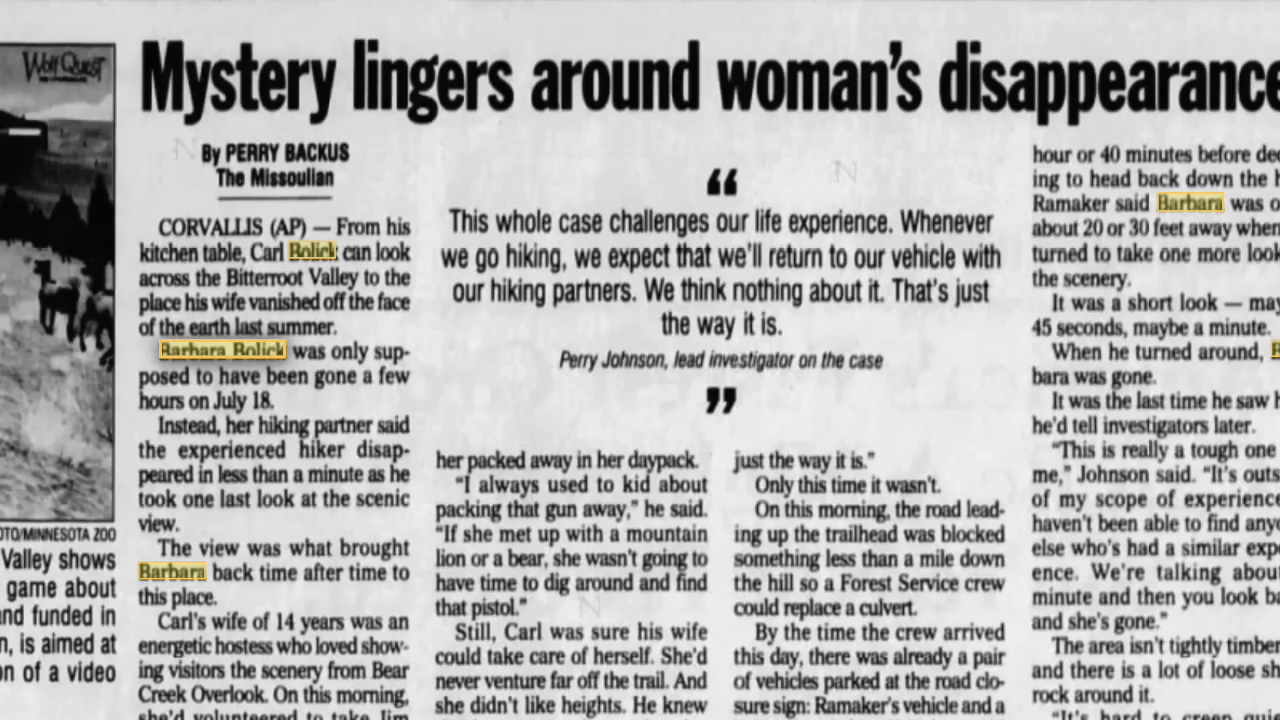 Wolf Quest
OTO/MINNESOTA ZOO
Valley shows
game about
nd funded in
n, is aimed at
on of a video
Mystery lingers around woman's disappearance
By PERRY BACKUS
The Missoulian
CORVALLIS (AP) — From his
kitchen table, Carl Bolick can look
across the Bitterroot Valley to the
place his wife vanished off the face
of the earth last summer.
Barbara Bolick was only sup-
posed to have been gone a few
hours on July 18.
Instead, her hiking partner said
the experienced hiker disap-
peared in less than a minute as he
took one last look at the scenic
view.
The view was what brought
Barbara back time after time to
this place.
Carl's wife of 14 years was an
energetic hostess who loved show-
ing visitors the scenery from Bear
Creek Overlook. On this morning,
she'd volunteered to take Jim
“
This whole case challenges our life experience. Whenever
we go hiking, we expect that we'll return to our vehicle with
our hiking partners. We think nothing about it. That's just
the way it is.
Perry Johnson, lead investigator on the case
”
her packed away in her daypack.
“I always used to kid about
packing that gun away,” he said.
“If she met up with a mountain
lion or a bear, she wasn't going to
have time to dig around and find
that pistol.”
Still, Carl was sure his wife
could take care of herself. She'd
never venture far off the trail. And
she didn't like heights. He knew
just the way it is.”
Only this time it wasn't.
On this morning, the road lead-
ing up the trailhead was blocked
something less than a mile down
the hill so a Forest Service crew
could replace a culvert.
By the time the crew arrived
this day, there was already a pair
of vehicles parked at the road clo-
sure sign: Ramaker's vehicle and a
hour or 40 minutes before dec
ing to head back down the h
Ramaker said Barbara was o
about 20 or 30 feet away when
turned to take one more look
the scenery.
It was a short look — may
45 seconds, maybe a minute.
When he turned around, B
bara was gone.
It was the last time he saw h
he'd tell investigators later.
“This is really a tough one
me,” Johnson said. “It's outs
of my scope of experience
haven't been able to find anyo
else who's had a similar expe
ence. We're talking about
minute and then you look ba
and she's gone.”
The area isn't tightly timber
and there is a lot of loose sh
rock around it.
“It's hard to creep quie